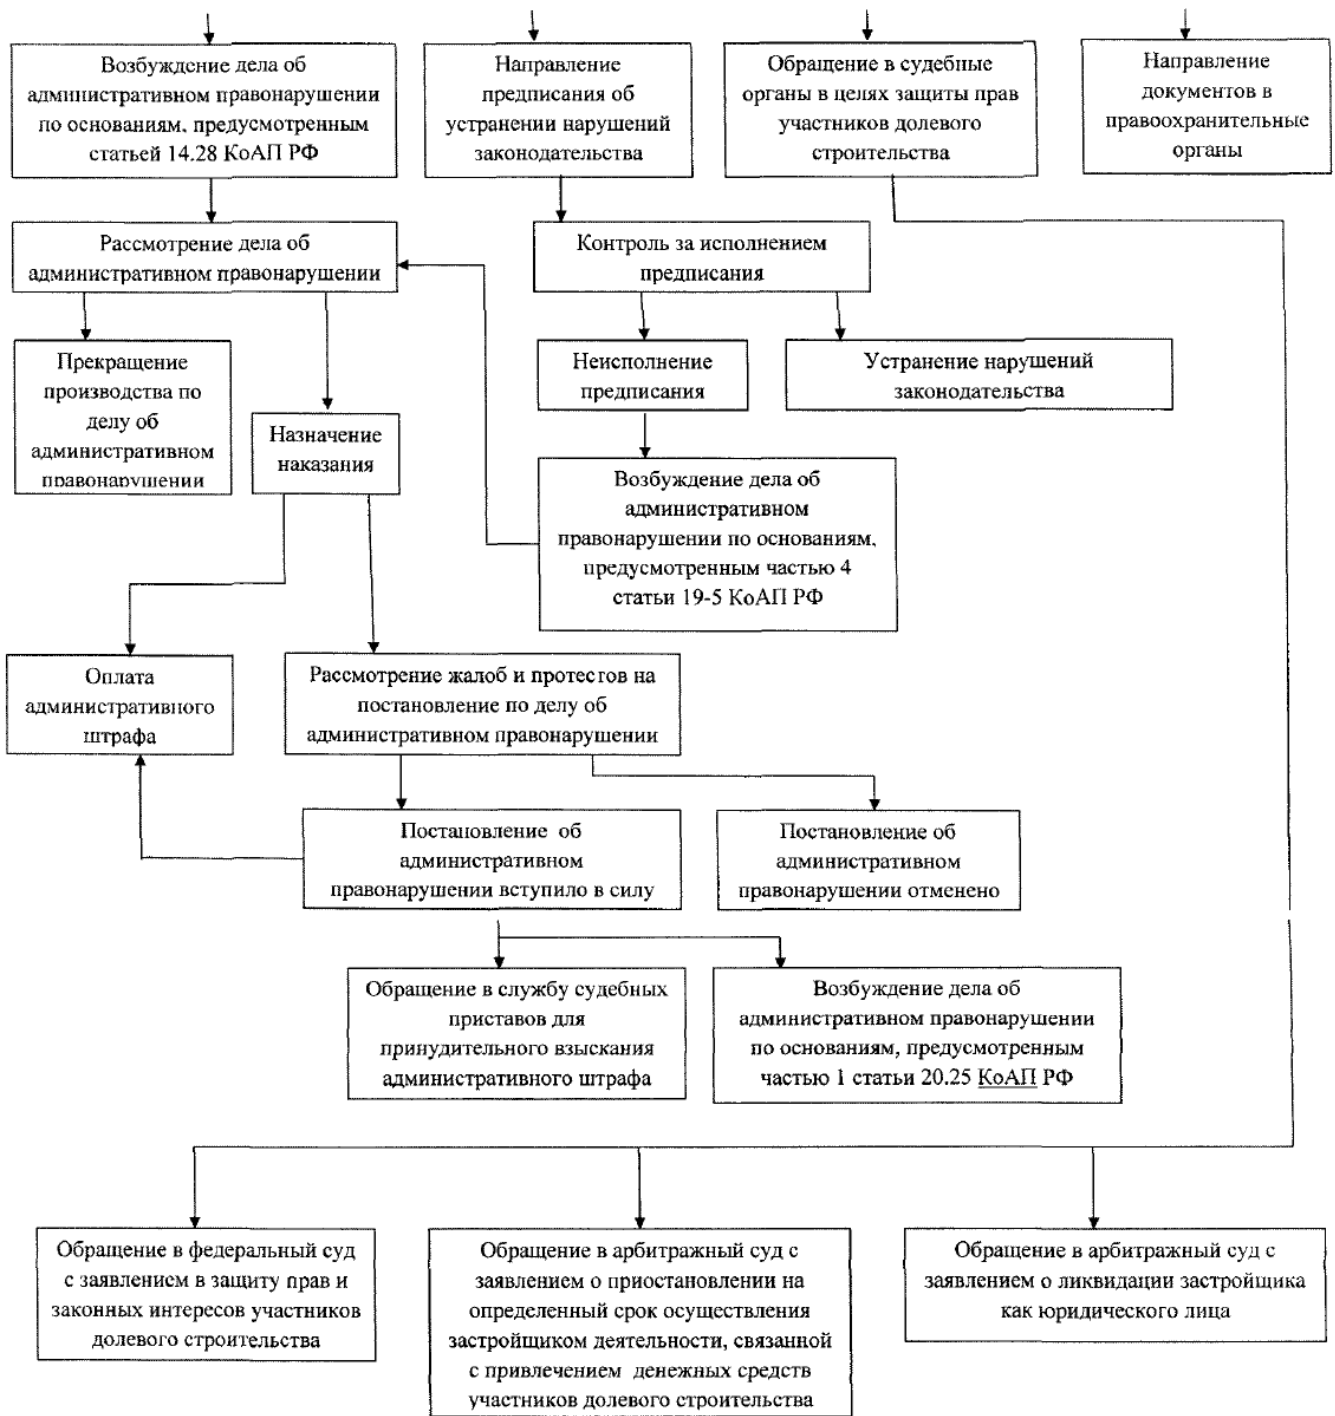 Возбуждение дела об
административном правонарушении
по основаниям, предусмотренным
статьей 14.28 КоАП РФ
Направление
предписания об
устранении нарушений
законодательства
Обращение в судебные
органы в целях защиты прав
участников долевого
строительства
Направление
документов в
правоохранительные
органы
Рассмотрение дела об
административном правонарушении
Контроль за исполнением
предписания
Прекращение
производства по
делу об
административном
правонарушении
Назначение
наказания
Неисполнение
предписания
Устранение нарушений
законодательства
Возбуждение дела об
административном
правонарушении по основаниям,
предусмотренным частью 4
статьи 19-5 КоАП РФ
Оплата
административного
штрафа
Рассмотрение жалоб и протестов на
постановление по делу об
административном правонарушении
Постановление об
административном
правонарушении вступило в силу
Постановление об
административном
правонарушении отменено
Обращение в службу судебных
приставов для
принудительного взыскания
административного штрафа
Возбуждение дела об
административном правонарушении
по основаниям, предусмотренным
частью 1 статьи 20.25 КоАП РФ
Обращение в федеральный суд
с заявлением в защиту прав и
законных интересов участников
долевого строительства
Обращение в арбитражный суд с
заявлением о приостановлении на
определенный срок осуществления
застройщиком деятельности, связанной
с привлечением денежных средств
участников долевого строительства
Обращение в арбитражный суд с
заявлением о ликвидации застройщика
как юридического лица